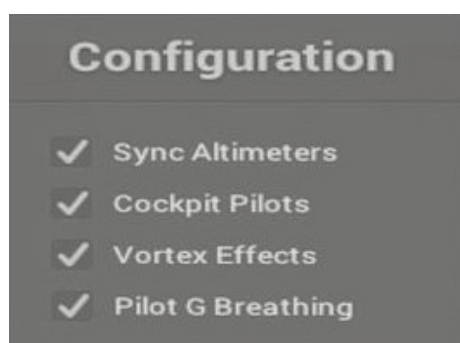 Configuration
Sync Altimeters
Cockpit Pilots
Vortex Effects
Pilot G Breathing